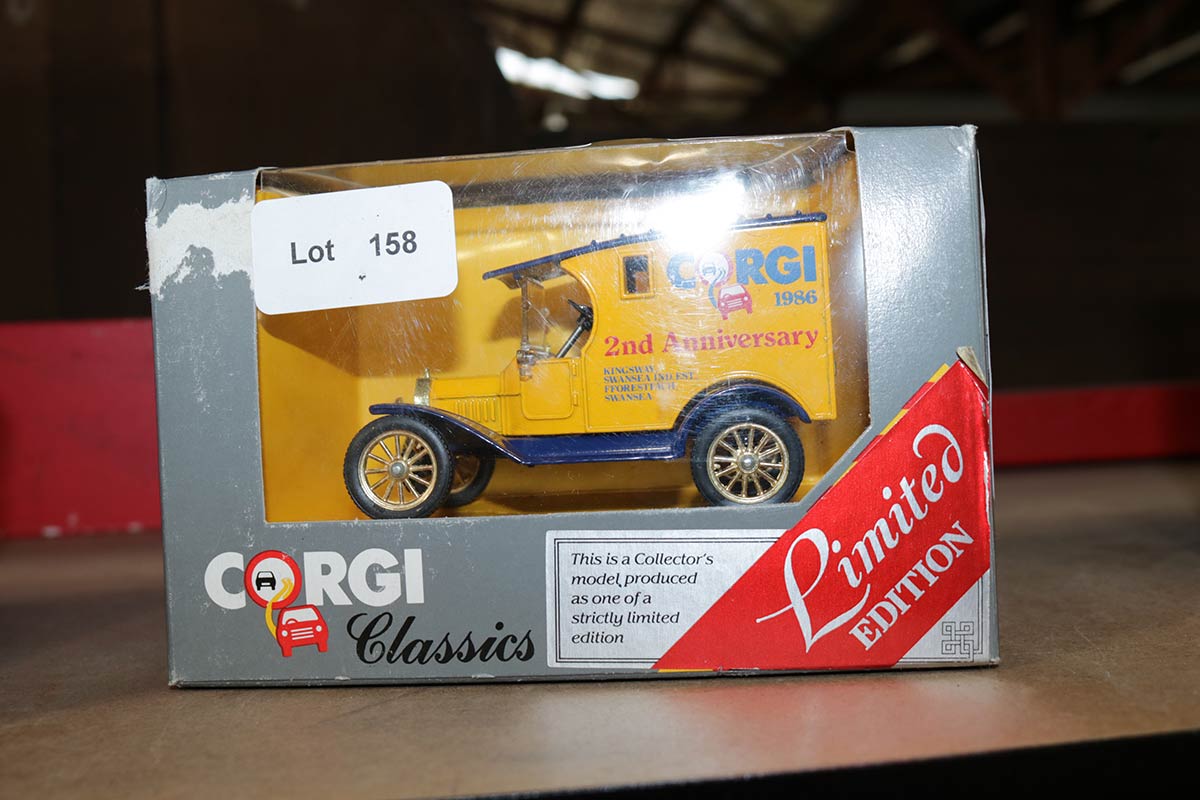 Lot 158
CORGI
1986
2nd Anniversary
KINGSWAY,
SWANSEA IND. EST.
FFORESTFACH,
SWANSEA
CORGI
Classics
This is a Collector's
model produced
as one of a
strictly limited
edition
Limited
EDITION